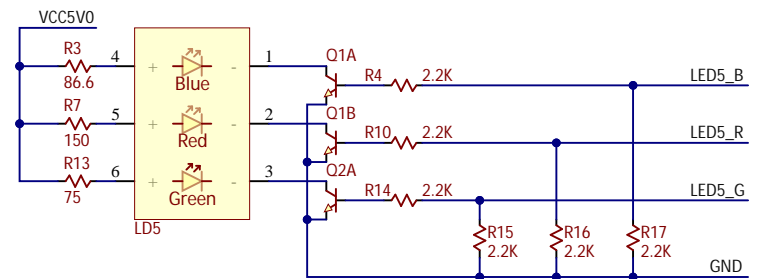 VCC5V0
R3
86.6
4
+
-
Blue
1
Q1A
R4
2.2K
LED5_B
R7
150
5
+
-
Red
2
Q1B
R10
2.2K
LED5_R
R13
75
6
+
-
Green
3
Q2A
R14
2.2K
LED5_G
LD5
R15
2.2K
R16
2.2K
R17
2.2K
GND